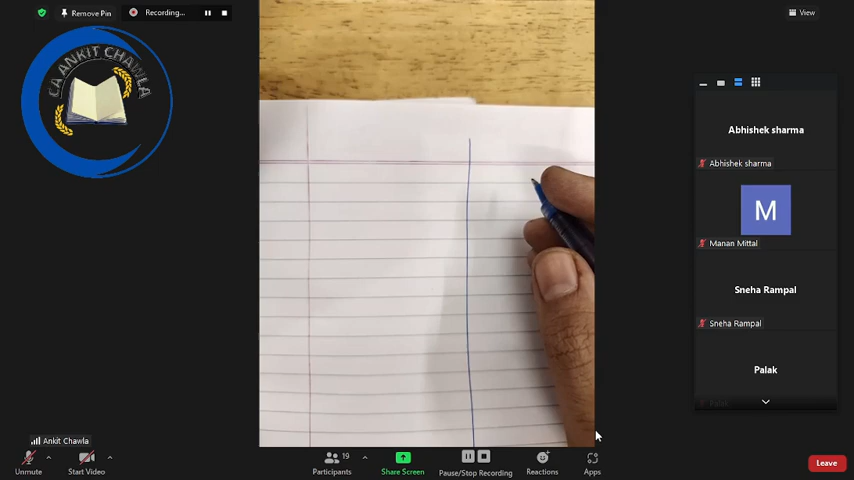 Remove Pin
Recording...
View
CA ANKIT CHAWLA
Abhishek sharma
Abhishek sharma
M
Manan Mittal
Sneha Rampal
Sneha Rampal
Palak
Palak
Ankit Chawla
Unmute
Start Video
19
Participants
Share Screen
Pause/Stop Recording
Reactions
Apps
Leave